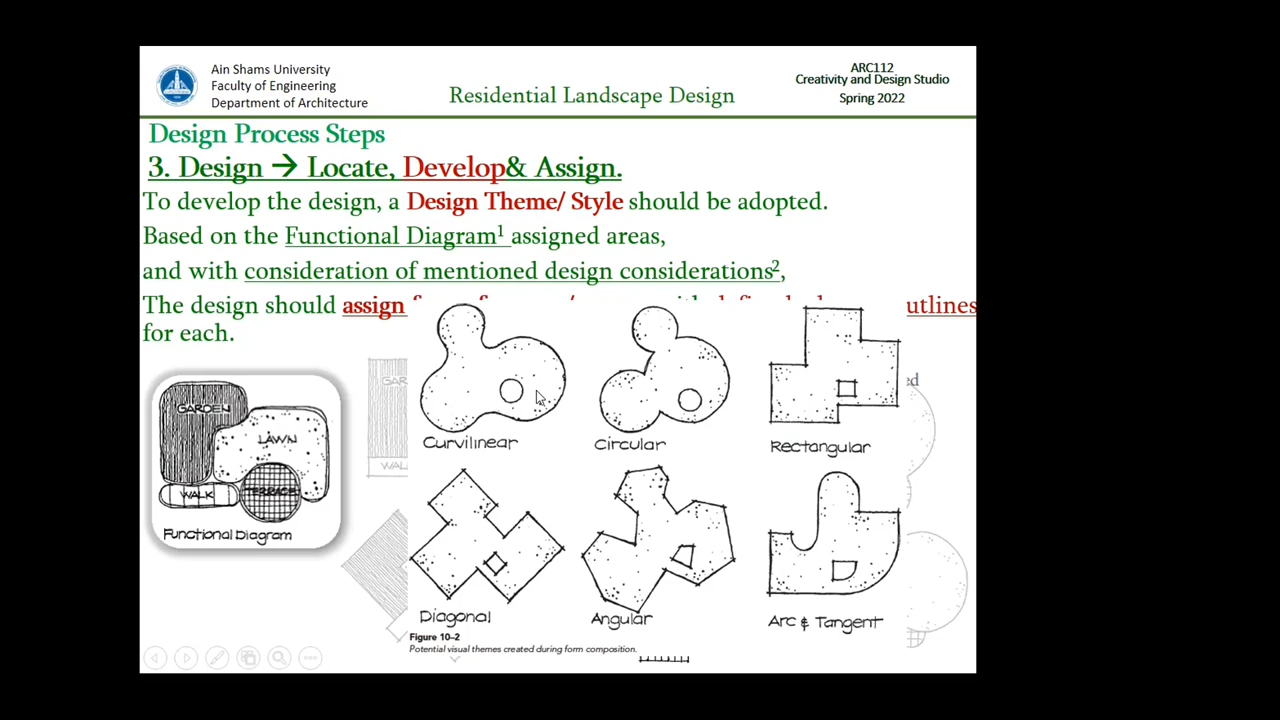 Ain Shams University
Faculty of Engineering
Department of Architecture
Residential Landscape Design
ARC112
Creativity and Design Studio
Spring 2022
Design Process Steps
3. Design → Locate, Develop& Assign.
To develop the design, a Design Theme/ Style should be adopted.
Based on the Functional Diagram¹ assigned areas,
and with consideration of mentioned design considerations²,
The design should assign
for each.
GARDEN
LAWN
WALK
TERRACE
Functional Diagram
Curvilinear
Circular
Rectangular
Diagonal
Angular
Arc & Tangent
Figure 10–2
Potential visual themes created during form composition.